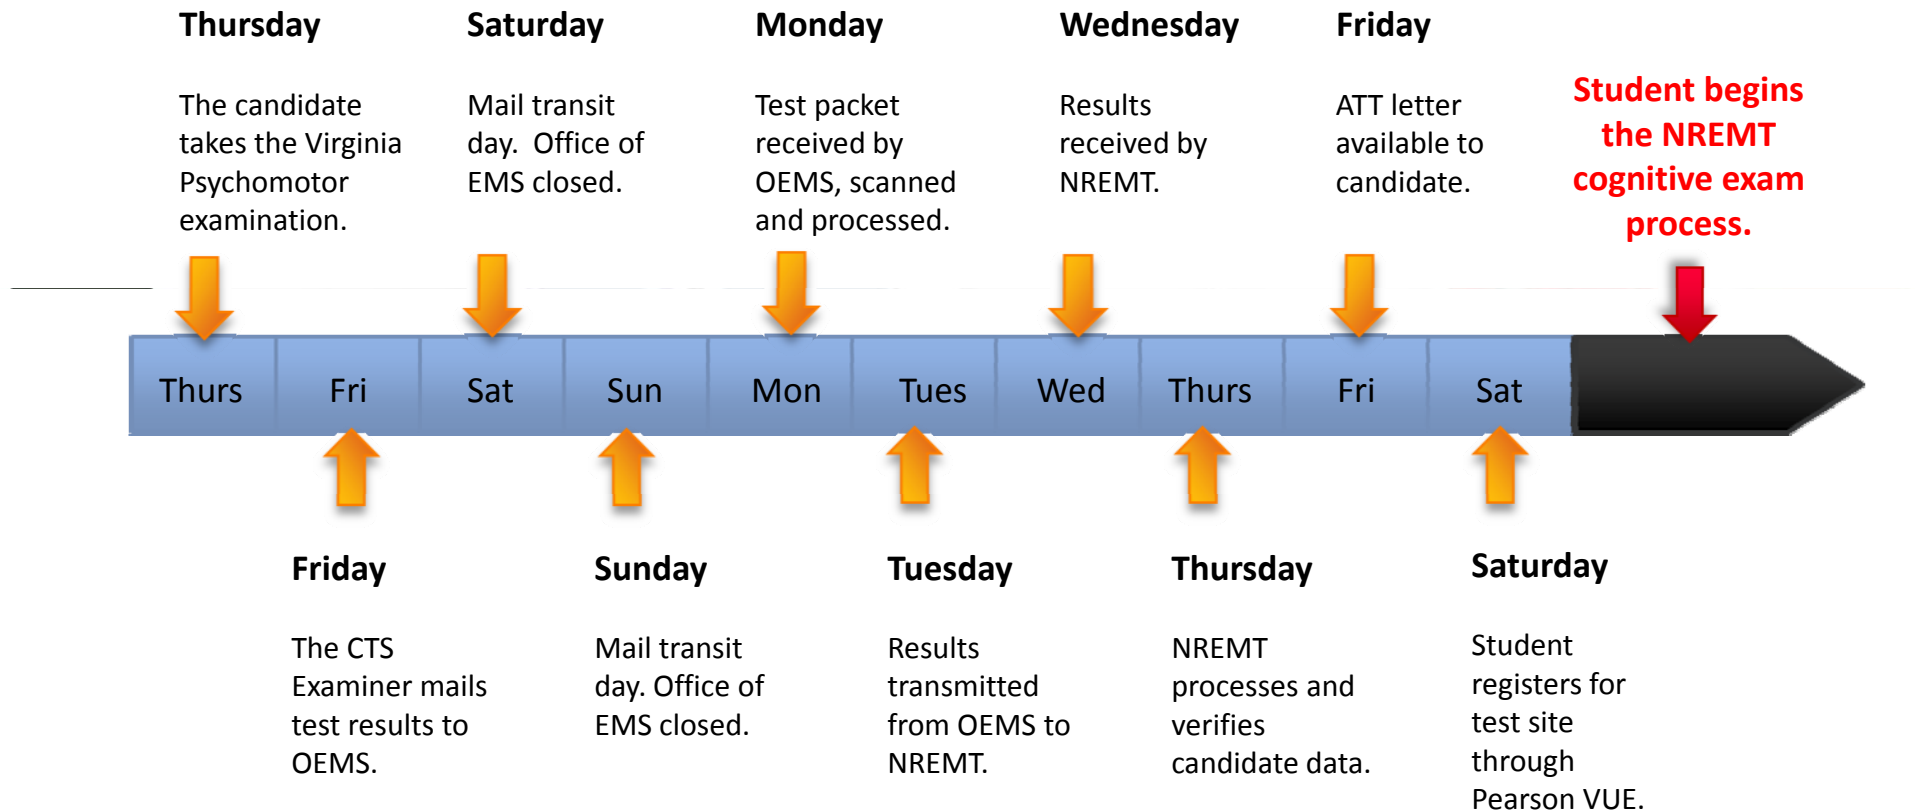 Thursday
The candidate
takes the Virginia
Psychomotor
examination.
Saturday
Mail transit
day.  Office of
EMS closed.
Monday
Test packet
received by
OEMS, scanned
and processed.
Wednesday
Results
received by
NREMT.
Friday
ATT letter
available to
candidate.
Student begins
the NREMT
cognitive exam
process.
Thurs
Fri
Sat
Sun
Mon
Tues
Wed
Thurs
Fri
Sat
Friday
The CTS
Examiner mails
test results to
OEMS.
Sunday
Mail transit
day. Office of
EMS closed.
Tuesday
Results
transmitted
from OEMS to
NREMT.
Thursday
NREMT
processes and
verifies
candidate data.
Saturday
Student
registers for
test site
through
Pearson VUE.